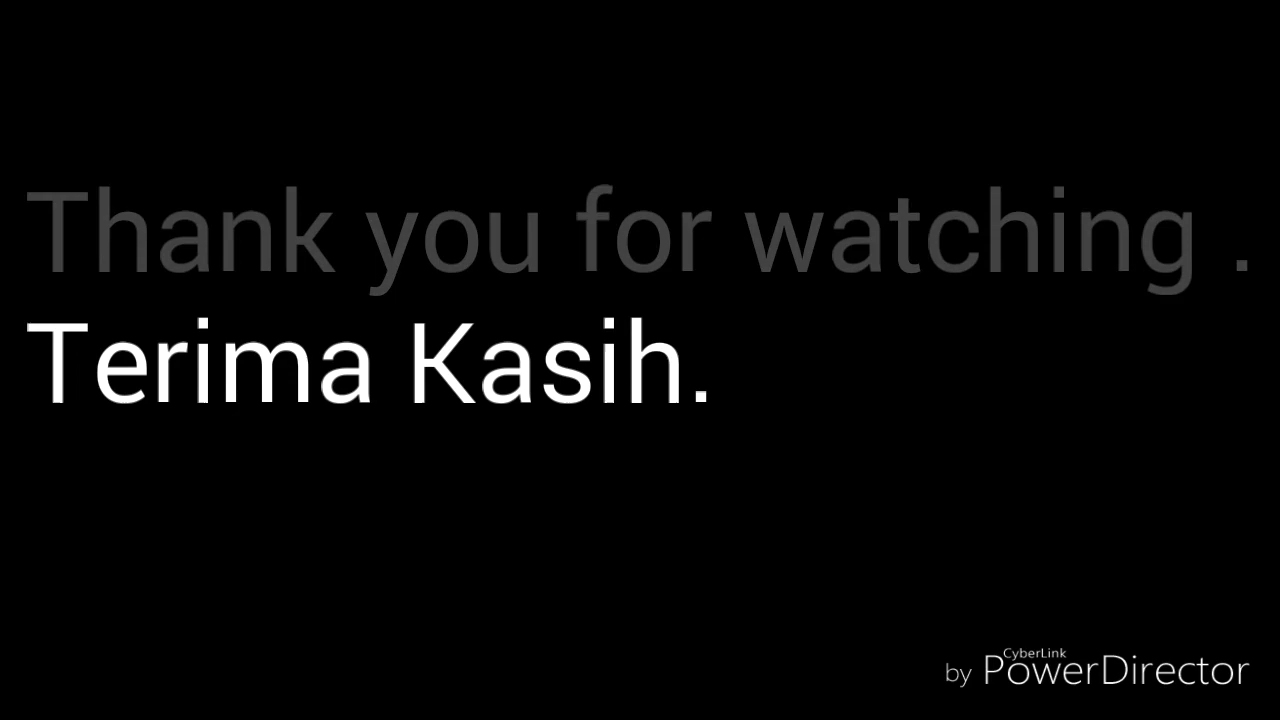 Thank you for watching .
Terima Kasih.
CyberLink
by PowerDirector